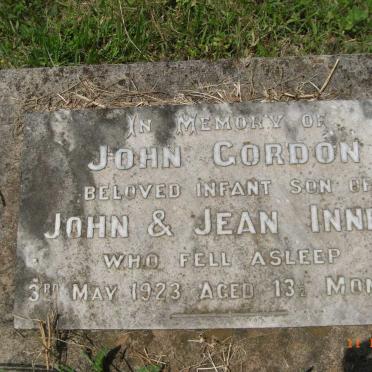 IN MEMORY OF
JOHN GORDON
BELOVED INFANT SON OF
JOHN & JEAN INNE
WHO FELL ASLEEP
3RD MAY 1923 AGED 13½ MON